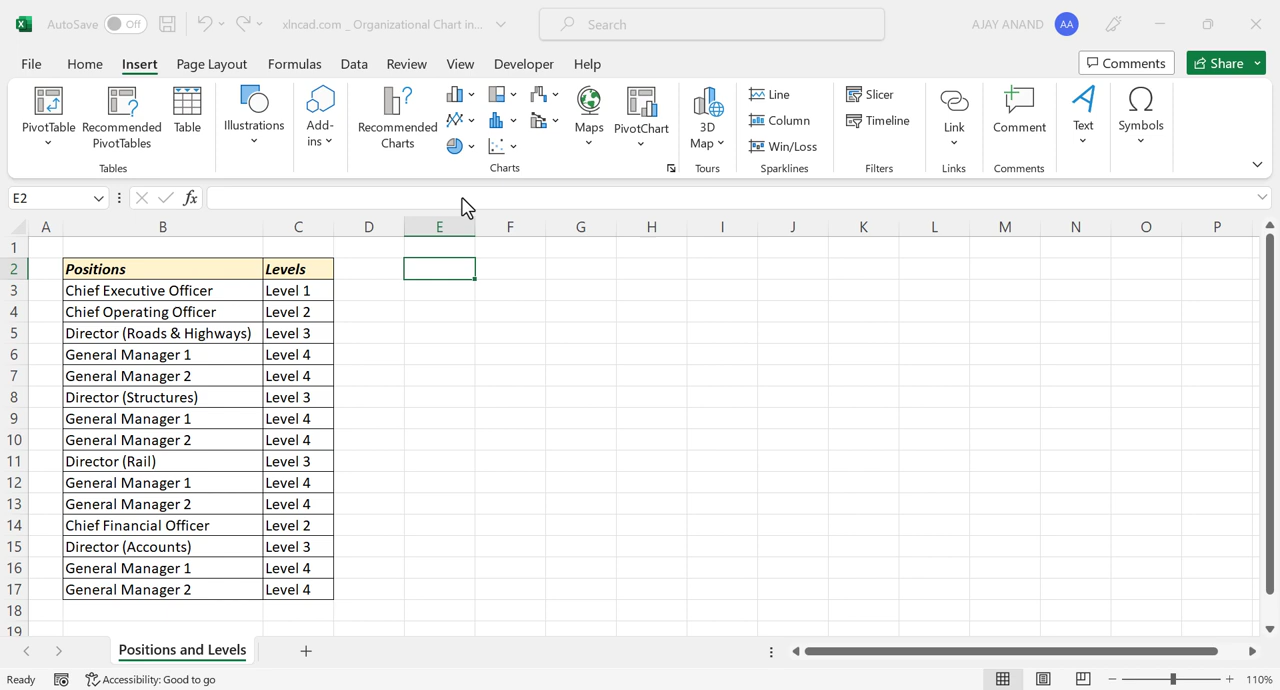 AutoSave Off xlncad.com _ Organizational Chart in... Search AJAY ANAND AA
File Home Insert Page Layout Formulas Data Review View Developer Help Comments Share
PivotTable Recommended PivotTables Table Illustrations Add-ins Recommended Charts Maps PivotChart 3D Map Line Column Win/Loss Slicer Timeline Link Comment Text Symbols
Tables Charts Tours Sparklines Filters Links Comments
E2 fx
A B C D E F G H I J K L M N O P
1
2 Positions Levels
3 Chief Executive Officer Level 1
4 Chief Operating Officer Level 2
5 Director (Roads & Highways) Level 3
6 General Manager 1 Level 4
7 General Manager 2 Level 4
8 Director (Structures) Level 3
9 General Manager 1 Level 4
10 General Manager 2 Level 4
11 Director (Rail) Level 3
12 General Manager 1 Level 4
13 General Manager 2 Level 4
14 Chief Financial Officer Level 2
15 Director (Accounts) Level 3
16 General Manager 1 Level 4
17 General Manager 2 Level 4
18
19
Positions and Levels
Ready Accessibility: Good to go 110%